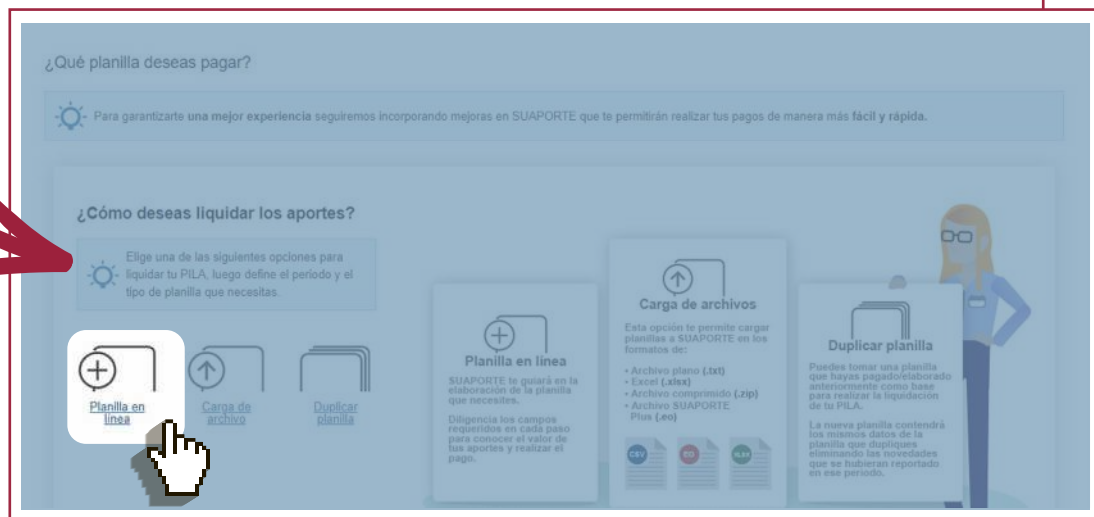 ¿Qué planilla deseas pagar?
Para garantizarte una mejor experiencia seguiremos incorporando mejoras en SUAPORTE que te permitirán realizar tus pagos de manera más fácil y rápida.
¿Cómo deseas liquidar los aportes?
Elige una de las siguientes opciones para
liquidar tu PILA, luego define el periodo y el
tipo de planilla que necesitas.
Planilla en
línea
Carga de
archivo
Duplicar
planilla
Planilla en línea
SUAPORTE te guiará en la
elaboración de la planilla
que necesites.
Diligencia los campos
requeridos en cada paso
para conocer el valor de
tus aportes y realizar el
pago.
Carga de archivos
Esta opción te permite cargar
planillas a SUAPORTE en los
formatos de:
• Archivo plano (.txt)
• Excel (.xlsx)
• Archivo comprimido (.zip)
• Archivo SUAPORTE
Plus (.eo)
CSV
EO
XLSX
Duplicar planilla
Puedes tomar una planilla
que hayas pagado/elaborado
anteriormente como base
para realizar la liquidación
de tu PILA.
La nueva planilla contendrá
los mismos datos de la
planilla que dupliques
eliminando las novedades
que se hubieran reportado
en ese periodo.